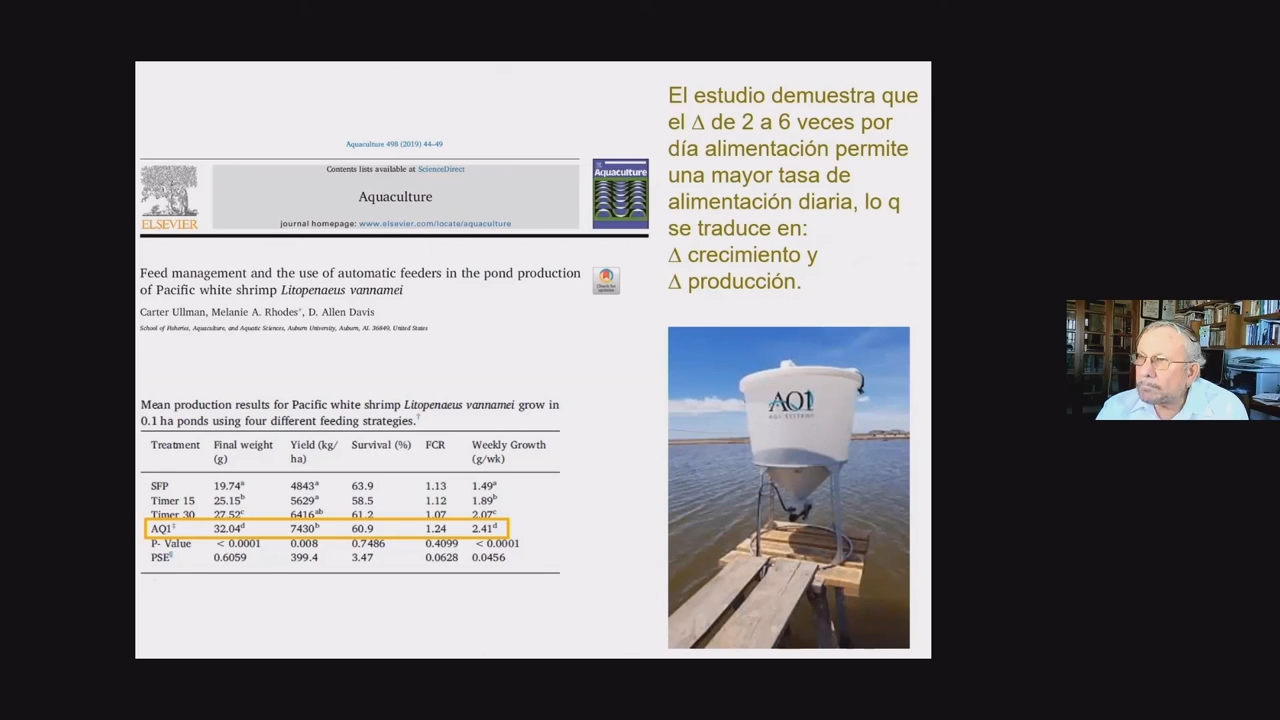 Aquaculture 498 (2019) 44–49
Contents lists available at ScienceDirect
Aquaculture
journal homepage: www.elsevier.com/locate/aquaculture
ELSEVIER
Aquaculture
Feed management and the use of automatic feeders in the pond production
of Pacific white shrimp Litopenaeus vannamei
Check for
updates
Carter Ullman, Melanie A. Rhodes*, D. Allen Davis
School of Fisheries, Aquaculture, and Aquatic Sciences, Auburn University, Auburn, AL 36849, United States
Mean production results for Pacific white shrimp Litopenaeus vannamei grow in
0.1 ha ponds using four different feeding strategies.†
Treatment Final weight (g) Yield (kg/ha) Survival (%) FCR Weekly Growth (g/wk)
SFP 19.74a 4843a 63.9 1.13 1.49a
Timer 15 25.15b 5629a 58.5 1.12 1.89b
Timer 30 27.52c 6416ab 61.2 1.07 2.07c
AQ1‡ 32.04d 7430b 60.9 1.24 2.41d
P- Value < 0.0001 0.008 0.7486 0.4099 < 0.0001
PSE§ 0.6059 399.4 3.47 0.0628 0.0456
El estudio demuestra que
el Δ de 2 a 6 veces por
día alimentación permite
una mayor tasa de
alimentación diaria, lo q
se traduce en:
Δ crecimiento y
Δ producción.
AQ1
AQ1 SYSTEMS